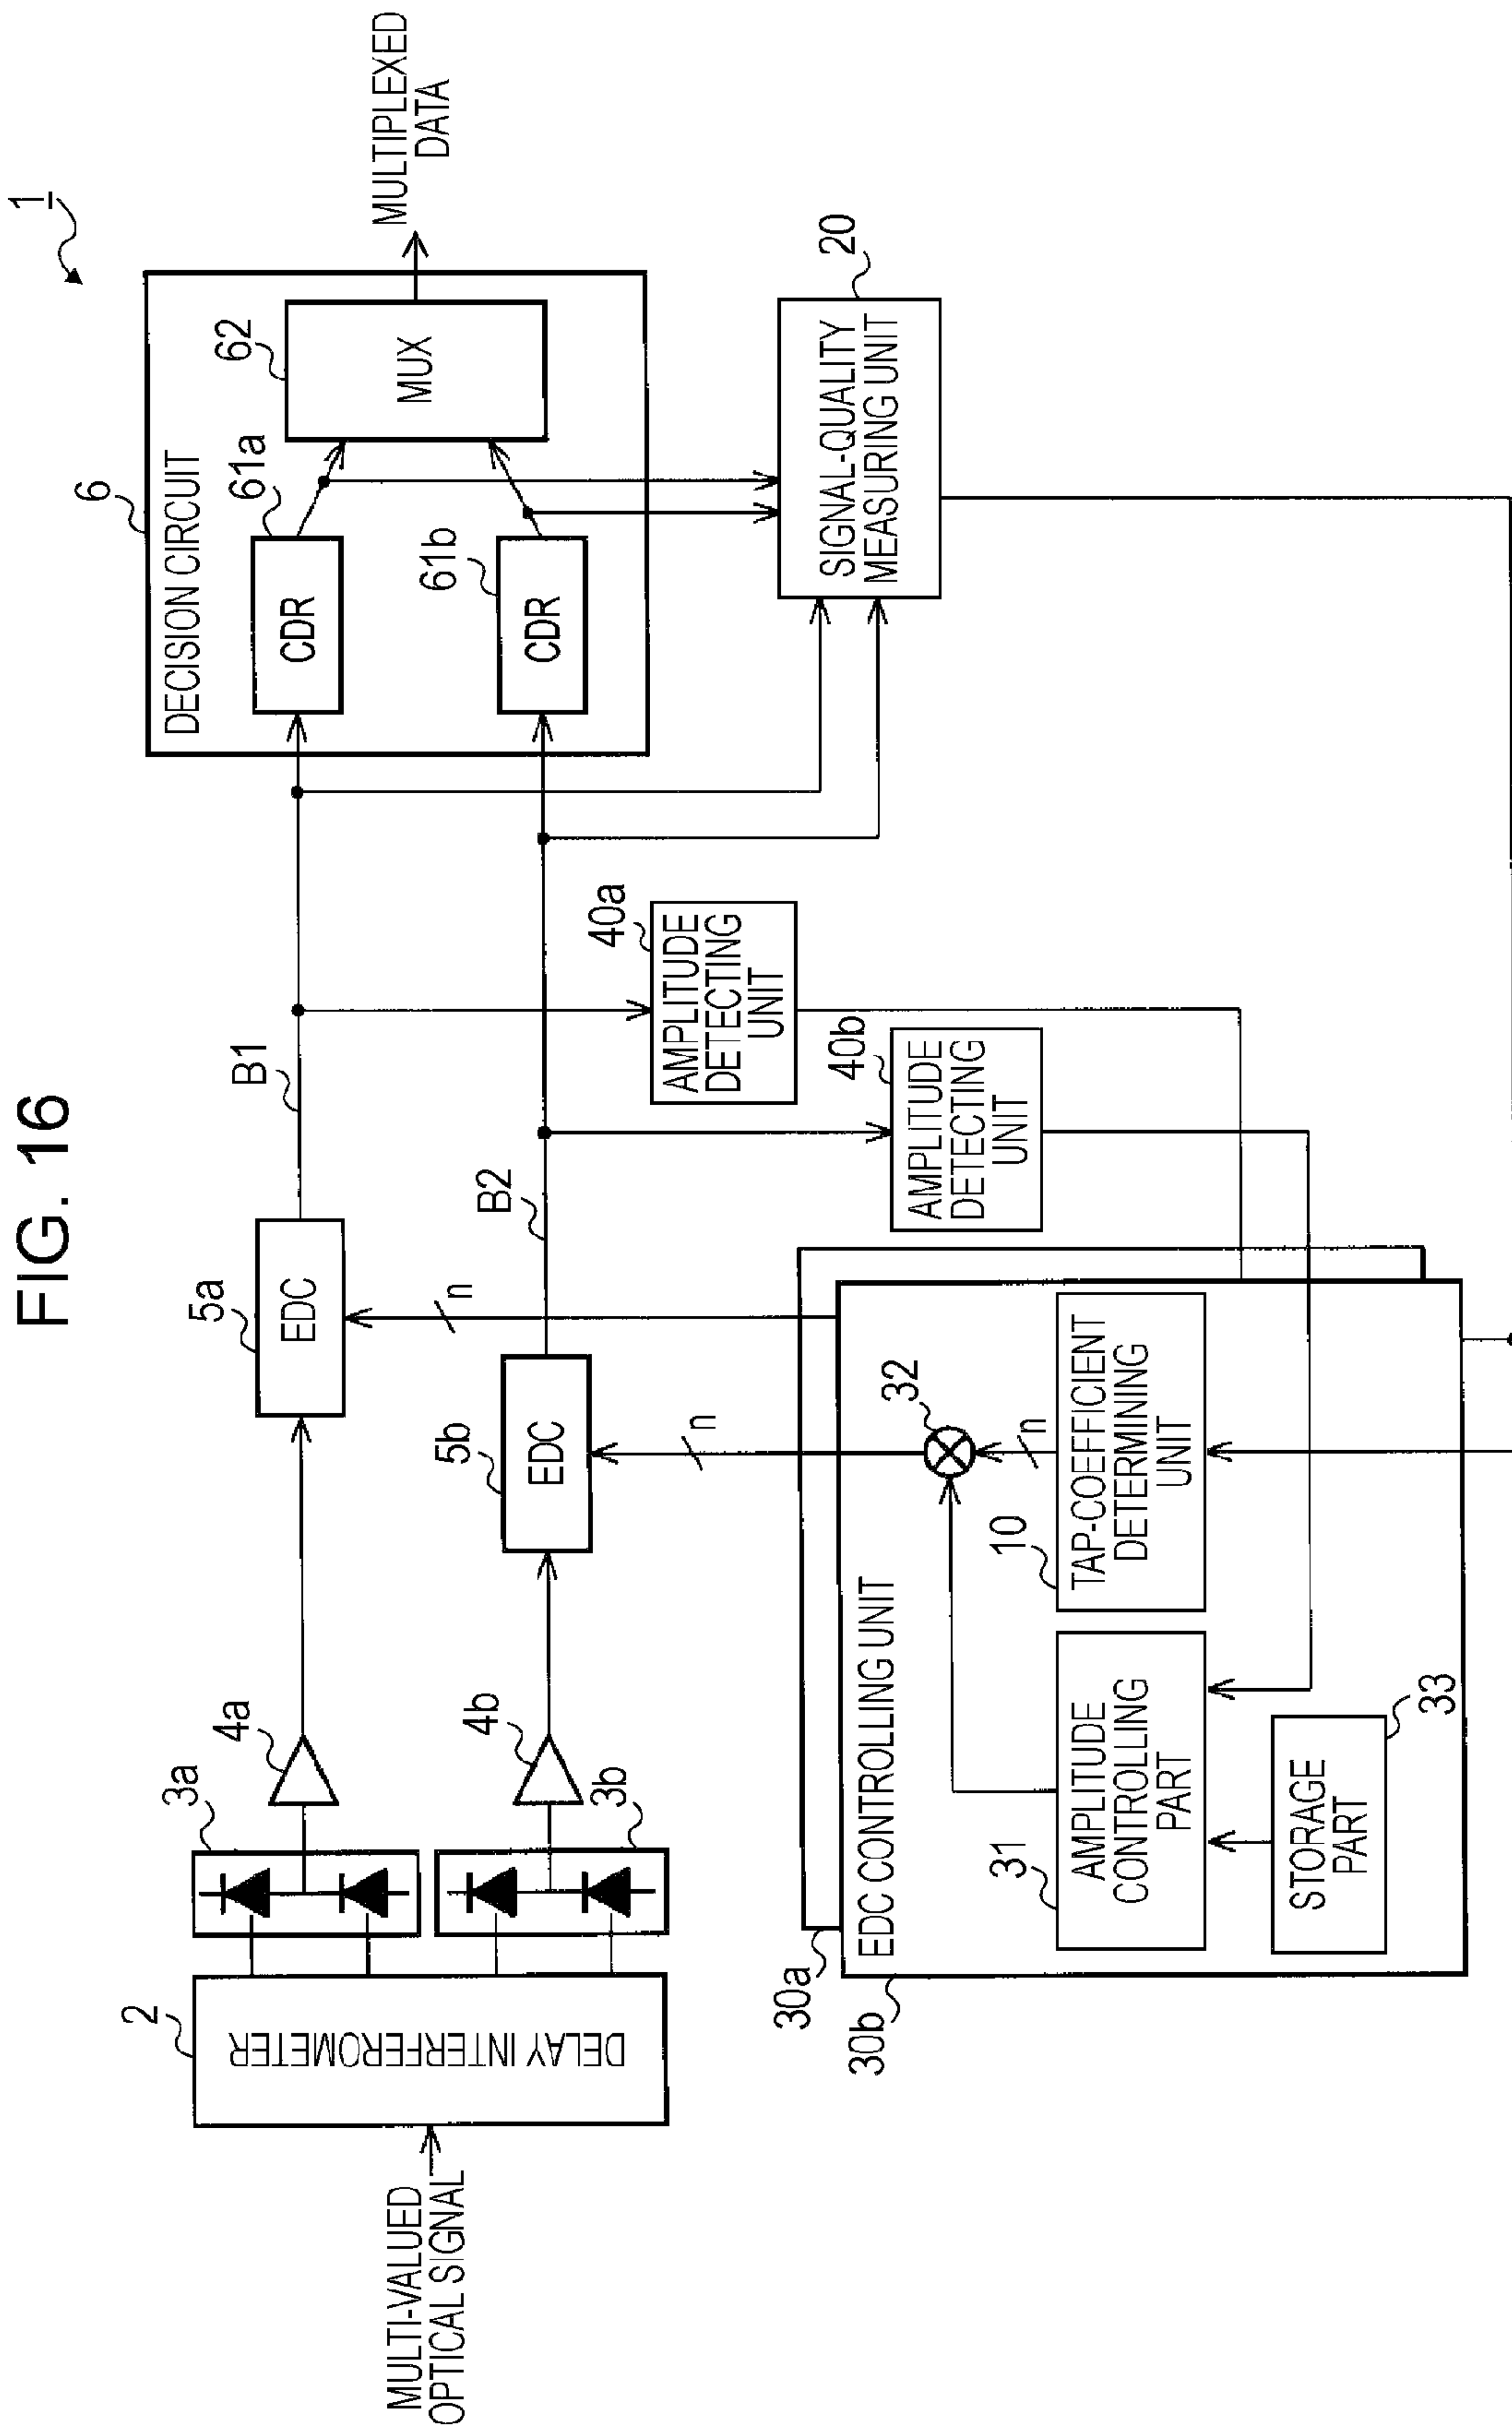 FIG. 16
1
MULTI-VALUED
OPTICAL SIGNAL
2
DELAY INTERFEROMETER
3a
3b
4a
4b
5a
EDC
5b
EDC
B1
B2
n
n
6
DECISION CIRCUIT
61a
CDR
61b
CDR
62
MUX
MULTIPLEXED
DATA
40a
AMPLITUDE
DETECTING
UNIT
40b
AMPLITUDE
DETECTING
UNIT
20
SIGNAL-QUALITY
MEASURING UNIT
30a
30b
EDC CONTROLLING UNIT
32
n
10
TAP-COEFFICIENT
DETERMINING
UNIT
31
AMPLITUDE
CONTROLLING
PART
33
STORAGE
PART